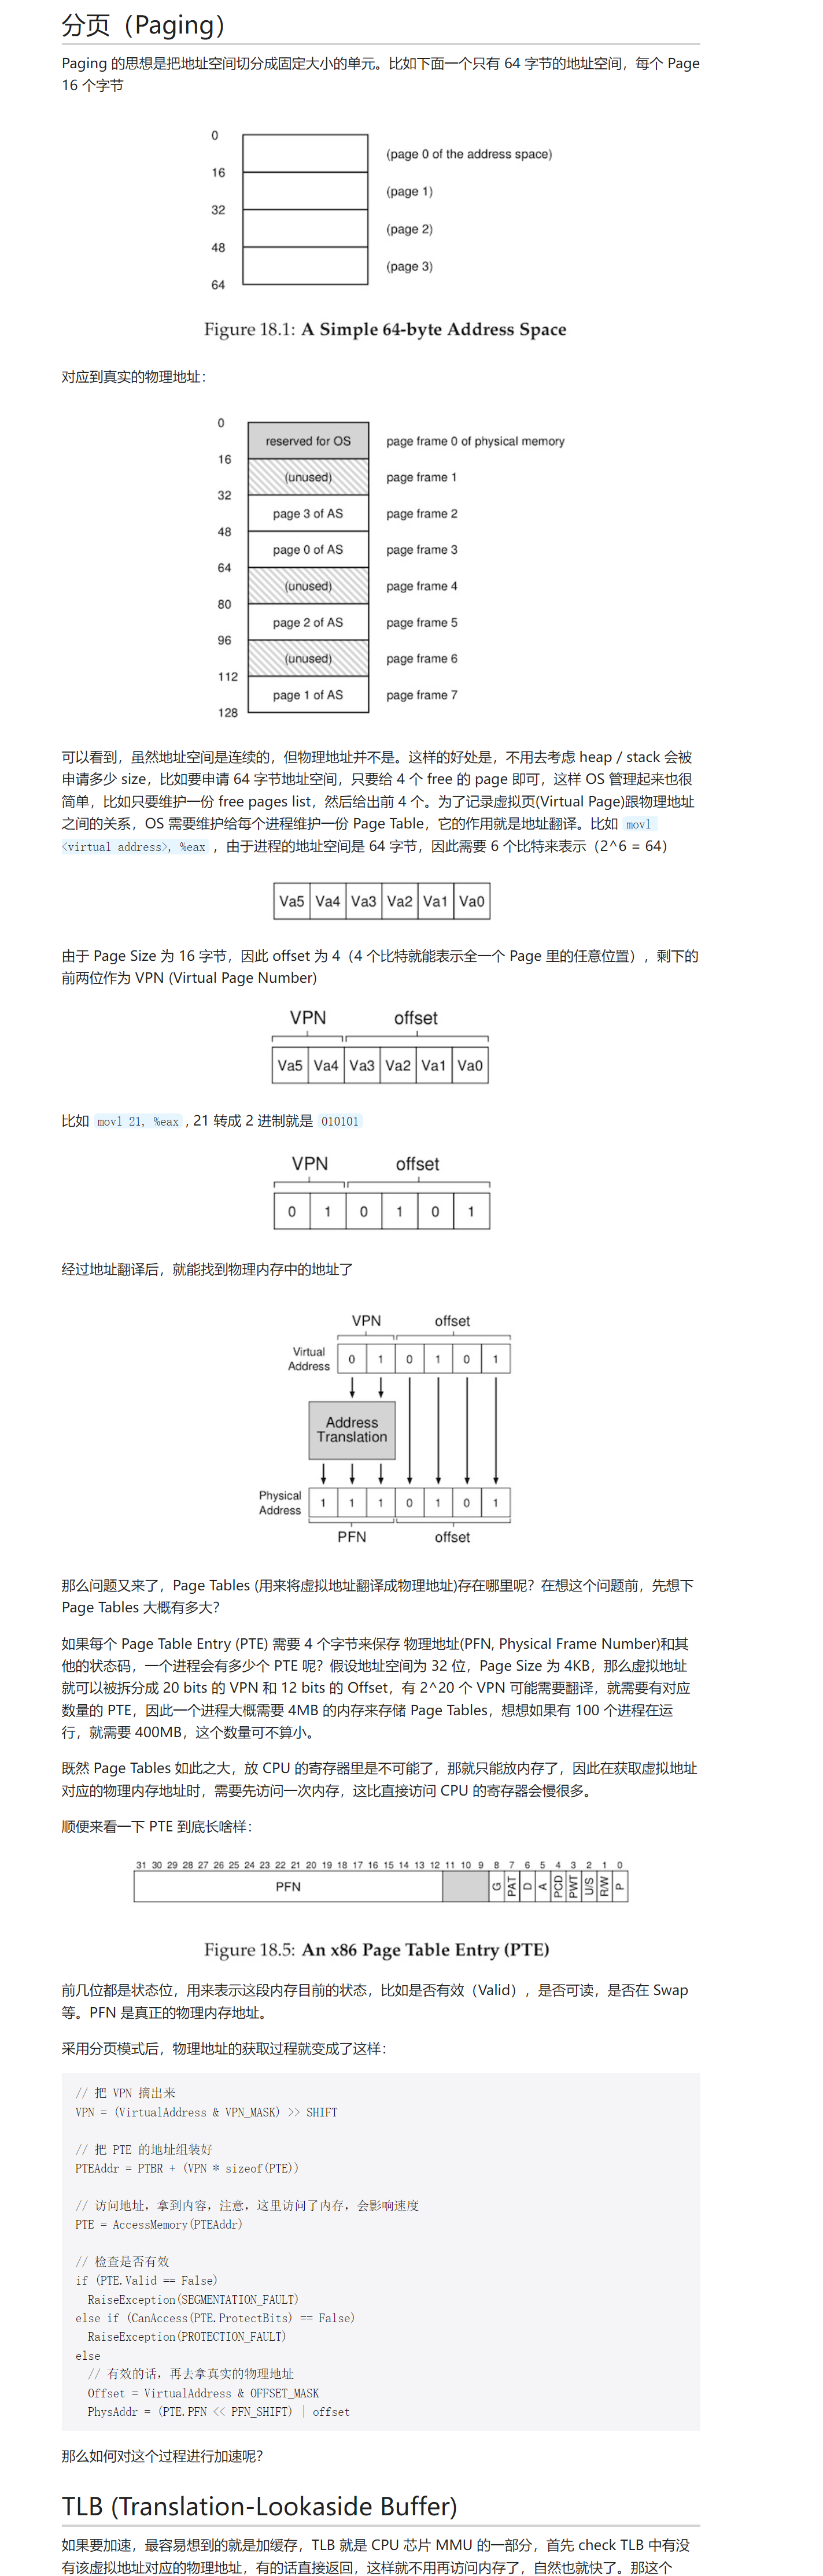 分页（Paging）
Paging 的思想是把地址空间切分成固定大小的单元。比如下面一个只有 64 字节的地址空间，每个 Page
16 个字节
0
(page 0 of the address space)
16
(page 1)
32
(page 2)
48
(page 3)
64
Figure 18.1: A Simple 64-byte Address Space
对应到真实的物理地址：
0
reserved for OS page frame 0 of physical memory
16
(unused) page frame 1
32
page 3 of AS page frame 2
48
page 0 of AS page frame 3
64
(unused) page frame 4
80
page 2 of AS page frame 5
96
(unused) page frame 6
112
page 1 of AS page frame 7
128
可以看到，虽然地址空间是连续的，但物理地址并不是。这样的好处是，不用去考虑 heap / stack 会被
申请多少 size，比如要申请 64 字节地址空间，只要给 4 个 free 的 page 即可，这样 OS 管理起来也很
简单，比如只要维护一份 free pages list，然后给出前 4 个。为了记录虚拟页(Virtual Page)跟物理地址
之间的关系，OS 需要维护给每个进程维护一份 Page Table，它的作用就是地址翻译。比如 movl
<virtual address>, %eax ，由于进程的地址空间是 64 字节，因此需要 6 个比特来表示（2^6 = 64）
Va5 Va4 Va3 Va2 Va1 Va0
由于 Page Size 为 16 字节，因此 offset 为 4（4 个比特就能表示全一个 Page 里的任意位置），剩下的
前两位作为 VPN (Virtual Page Number)
VPN offset
Va5 Va4 Va3 Va2 Va1 Va0
比如 movl 21, %eax , 21 转成 2 进制就是 010101
VPN offset
0 1 0 1 0 1
经过地址翻译后，就能找到物理内存中的地址了
VPN offset
Virtual
Address
0 1 0 1 0 1
Address
Translation
Physical
Address
1 1 1 0 1 0 1
PFN offset
那么问题又来了，Page Tables (用来将虚拟地址翻译成物理地址)存在哪里呢？在想这个问题前，先想下
Page Tables 大概有多大？
如果每个 Page Table Entry (PTE) 需要 4 个字节来保存 物理地址(PFN, Physical Frame Number)和其
他的状态码，一个进程会有多少个 PTE 呢？假设地址空间为 32 位，Page Size 为 4KB，那么虚拟地址
就可以被拆分成 20 bits 的 VPN 和 12 bits 的 Offset，有 2^20 个 VPN 可能需要翻译，就需要有对应
数量的 PTE，因此一个进程大概需要 4MB 的内存来存储 Page Tables，想想如果有 100 个进程在运
行，就需要 400MB，这个数量可不算小。
既然 Page Tables 如此之大，放 CPU 的寄存器里是不可能了，那就只能放内存了，因此在获取虚拟地址
对应的物理内存地址时，需要先访问一次内存，这比直接访问 CPU 的寄存器会慢很多。
顺便来看一下 PTE 到底长啥样：
31 30 29 28 27 26 25 24 23 22 21 20 19 18 17 16 15 14 13 12 11 10 9 8 7 6 5 4 3 2 1 0
PFN G PAT D A PCD PWT U/S R/W P
Figure 18.5: An x86 Page Table Entry (PTE)
前几位都是状态位，用来表示这段内存目前的状态，比如是否有效（Valid），是否可读，是否在 Swap
等。PFN 是真正的物理内存地址。
采用分页模式后，物理地址的获取过程就变成了这样：
// 把 VPN 摘出来
VPN = (VirtualAddress & VPN_MASK) >> SHIFT
// 把 PTE 的地址组装好
PTEAddr = PTBR + (VPN * sizeof(PTE))
// 访问地址，拿到内容，注意，这里访问了内存，会影响速度
PTE = AccessMemory(PTEAddr)
// 检查是否有效
if (PTE.Valid == False)
RaiseException(SEGMENTATION_FAULT)
else if (CanAccess(PTE.ProtectBits) == False)
RaiseException(PROTECTION_FAULT)
else
// 有效的话，再去拿真实的物理地址
Offset = VirtualAddress & OFFSET_MASK
PhysAddr = (PTE.PFN << PFN_SHIFT) | offset
那么如何对这个过程进行加速呢？
TLB (Translation-Lookaside Buffer)
如果要加速，最容易想到的就是加缓存，TLB 就是 CPU 芯片 MMU 的一部分，首先 check TLB 中有没
有该虚拟地址对应的物理地址，有的话直接返回，这样就不用再访问内存了，自然也就快了。那这个